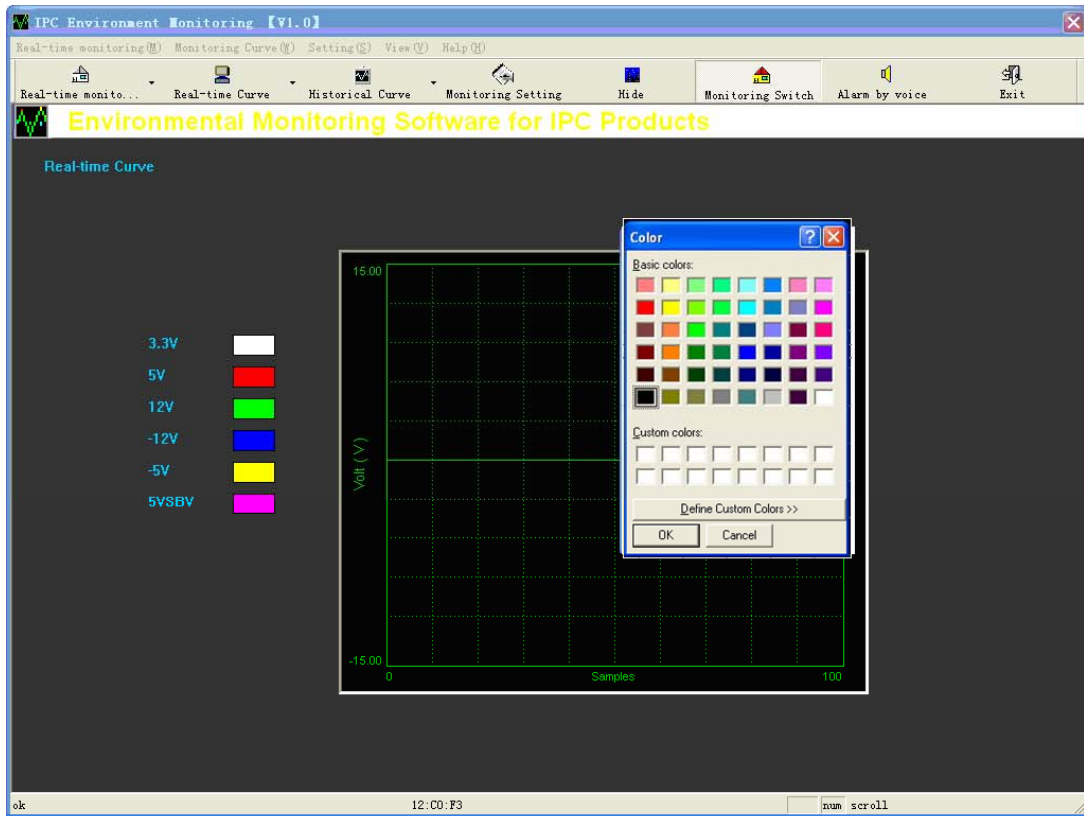 IPC Environment Monitoring 【V1.0】
Real-time monitoring(M) Monitoring Curve(W) Setting(S) View(V) Help(H)
Real-time monito... Real-time Curve Historical Curve Monitoring Setting Hide Monitoring Switch Alarm by voice Exit
Environmental Monitoring Software for IPC Products
Real-time Curve
3.3V
5V
12V
-12V
-5V
5VSBV
15.00
Volt ( V )
-15.00
0 Samples 100
Color
Basic colors:
Custom colors:
Define Custom Colors >>
OK Cancel
ok 12:C0:F3 num scroll